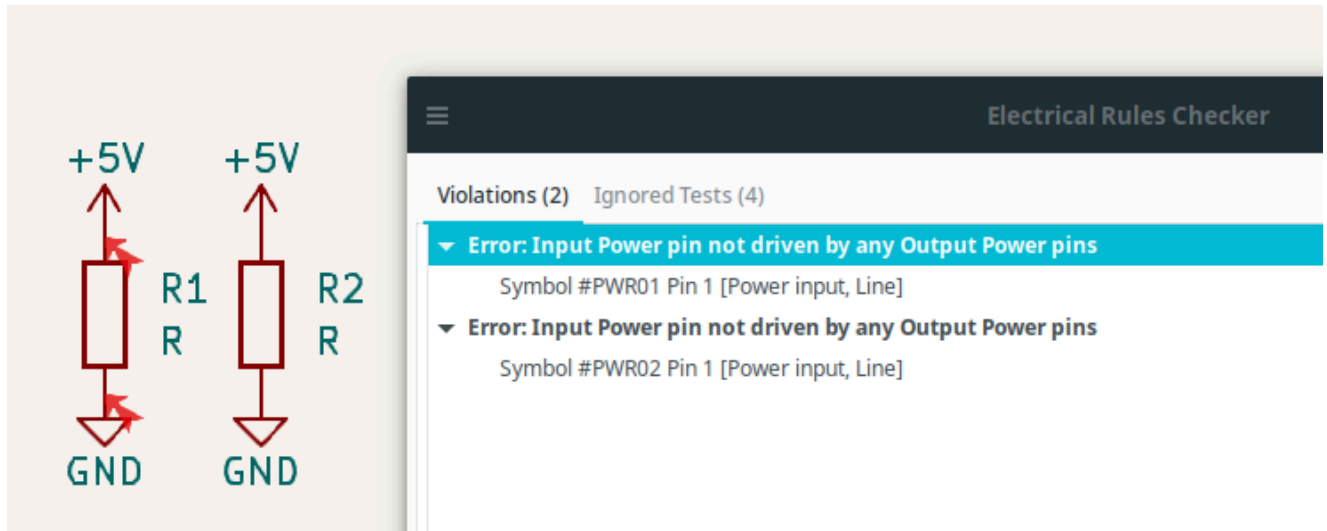 Electrical Rules Checker
+5V +5V
Violations (2) Ignored Tests (4)
Error: Input Power pin not driven by any Output Power pins
R1 R2
Symbol #PWR01 Pin 1 [Power input, Line]
Error: Input Power pin not driven by any Output Power pins
R R
Symbol #PWR02 Pin 1 [Power input, Line]
GND GND